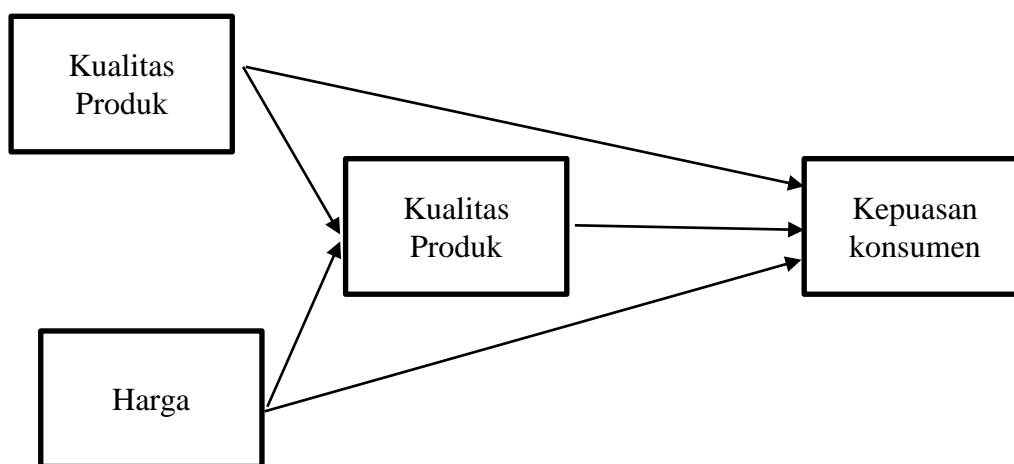 Kualitas
Produk
Kualitas
Produk
Kepuasan
konsumen
Harga